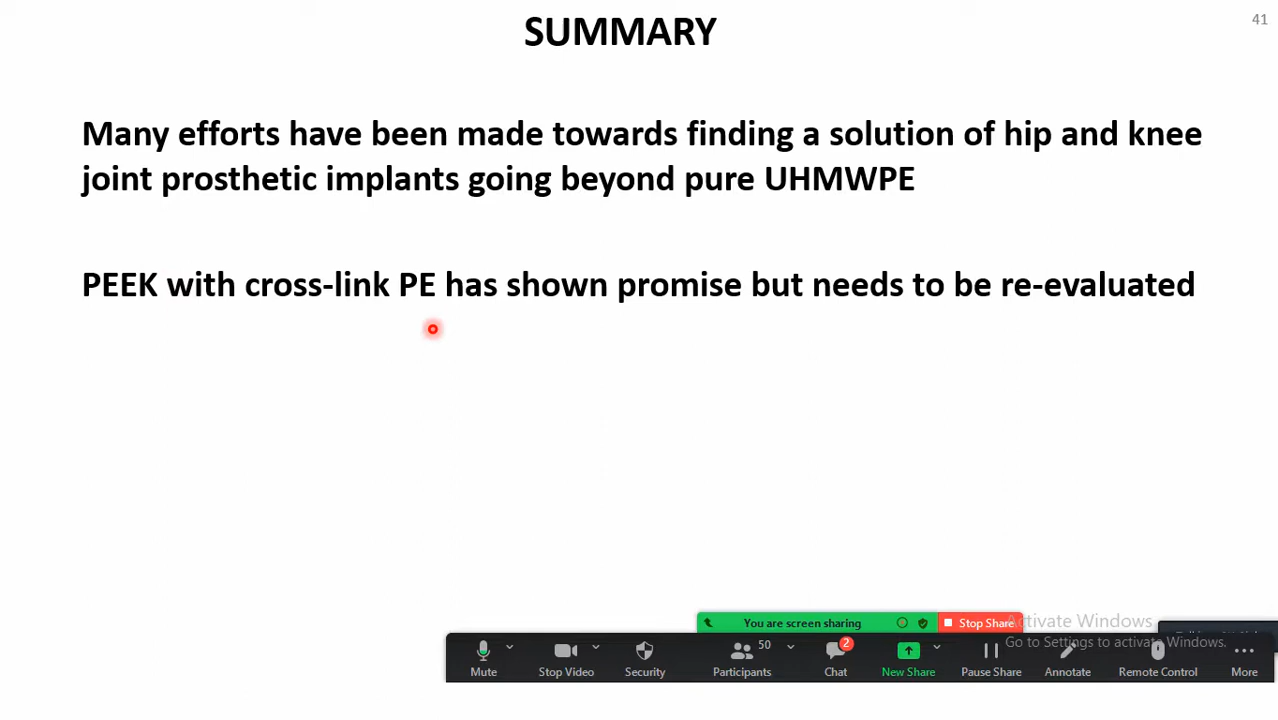 41
SUMMARY
Many efforts have been made towards finding a solution of hip and knee
joint prosthetic implants going beyond pure UHMWPE
PEEK with cross-link PE has shown promise but needs to be re-evaluated
You are screen sharing
Stop Share
Activate Windows
Go to Settings to activate Windows.
50
2
Mute
Stop Video
Security
Participants
Chat
New Share
Pause Share
Annotate
Remote Control
More